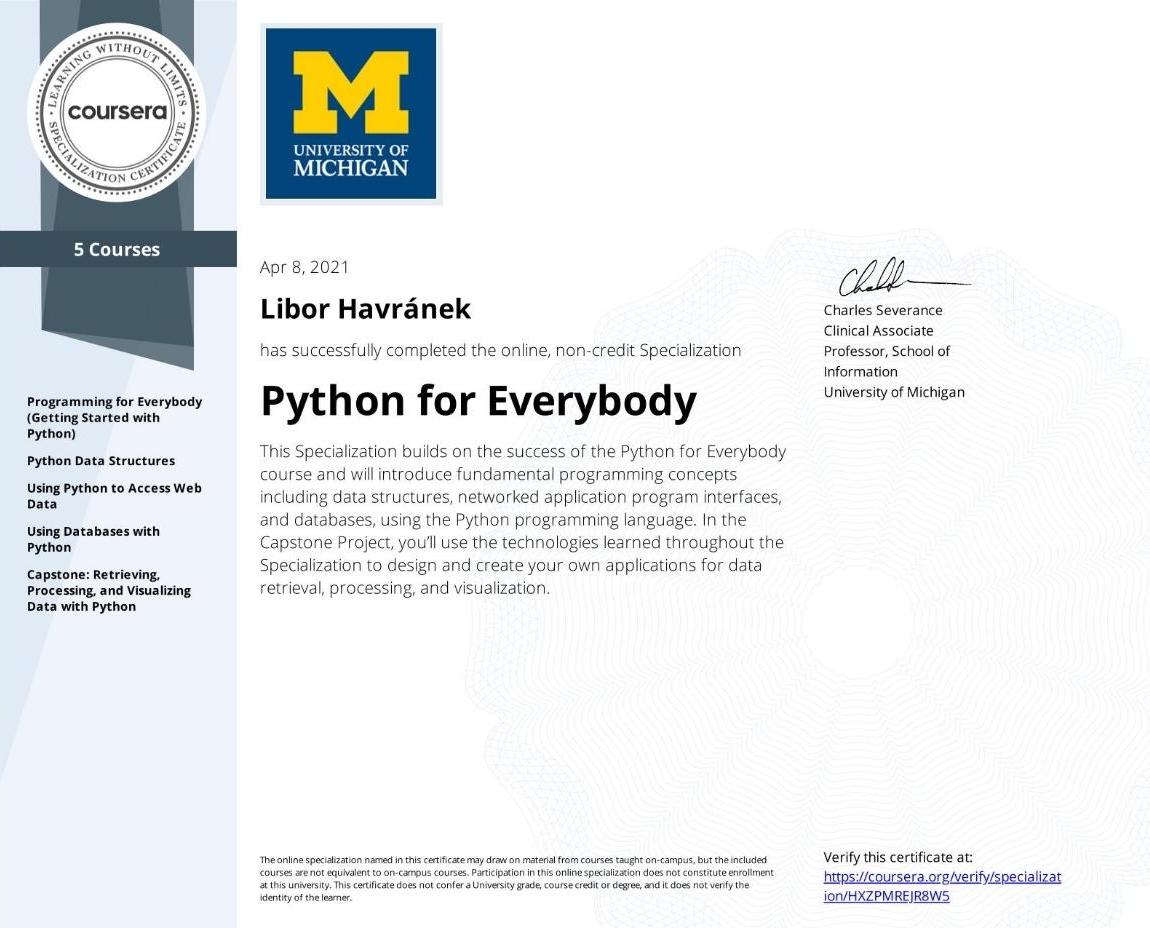 LEARNING WITHOUT LIMITS
coursera
SPECIALIZATION CERTIFICATE
5 Courses
Programming for Everybody
(Getting Started with
Python)
Python Data Structures
Using Python to Access Web
Data
Using Databases with
Python
Capstone: Retrieving,
Processing, and Visualizing
Data with Python
M
UNIVERSITY OF
MICHIGAN
Apr 8, 2021
Libor Havránek
has successfully completed the online, non-credit Specialization
Python for Everybody
This Specialization builds on the success of the Python for Everybody
course and will introduce fundamental programming concepts
including data structures, networked application program interfaces,
and databases, using the Python programming language. In the
Capstone Project, you’ll use the technologies learned throughout the
Specialization to design and create your own applications for data
retrieval, processing, and visualization.
Charles Severance
Clinical Associate
Professor, School of
Information
University of Michigan
The online specialization named in this certificate may draw on material from courses taught on-campus, but the included
courses are not equivalent to on-campus courses. Participation in this online specialization does not constitute enrollment
at this university. This certificate does not confer a University grade, course credit or degree, and it does not verify the
identity of the learner.
Verify this certificate at:
https://coursera.org/verify/specializat
ion/HXZPMREJR8W5